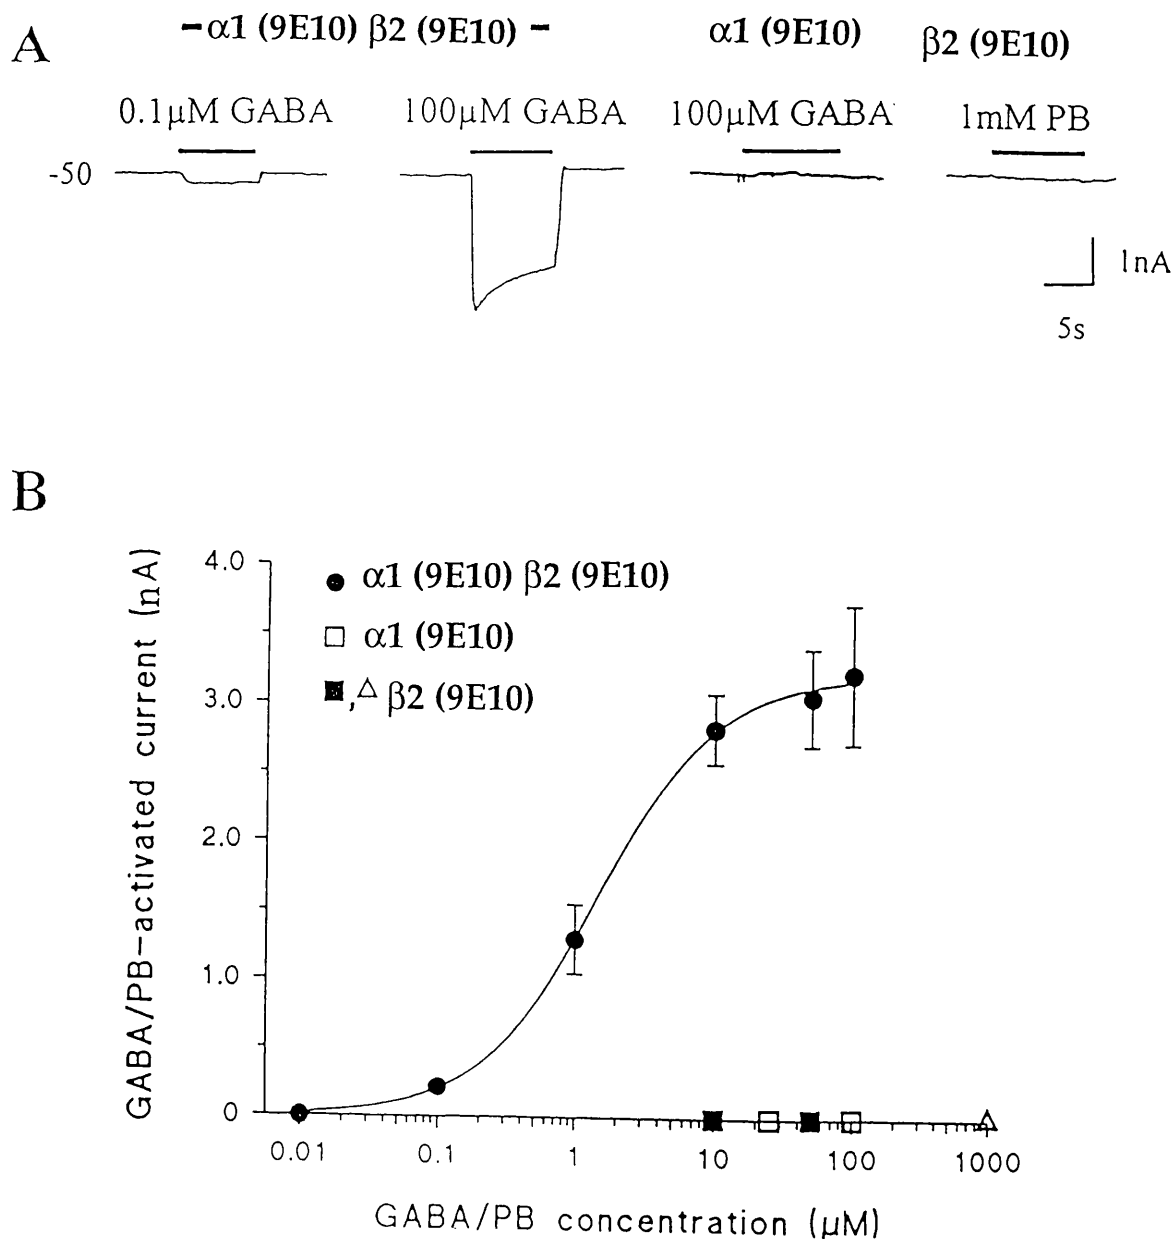 A
α1 (9E10) β2 (9E10)
α1 (9E10)
β2 (9E10)
0.1μM GABA
100μM GABA
100μM GABA
1mM PB
-50
1nA
5s
B
GABA/PB-activated current (nA)
4.0
3.0
2.0
1.0
0
α1 (9E10) β2 (9E10)
α1 (9E10)
, β2 (9E10)
0.01
0.1
1
10
100
1000
GABA/PB concentration (μM)